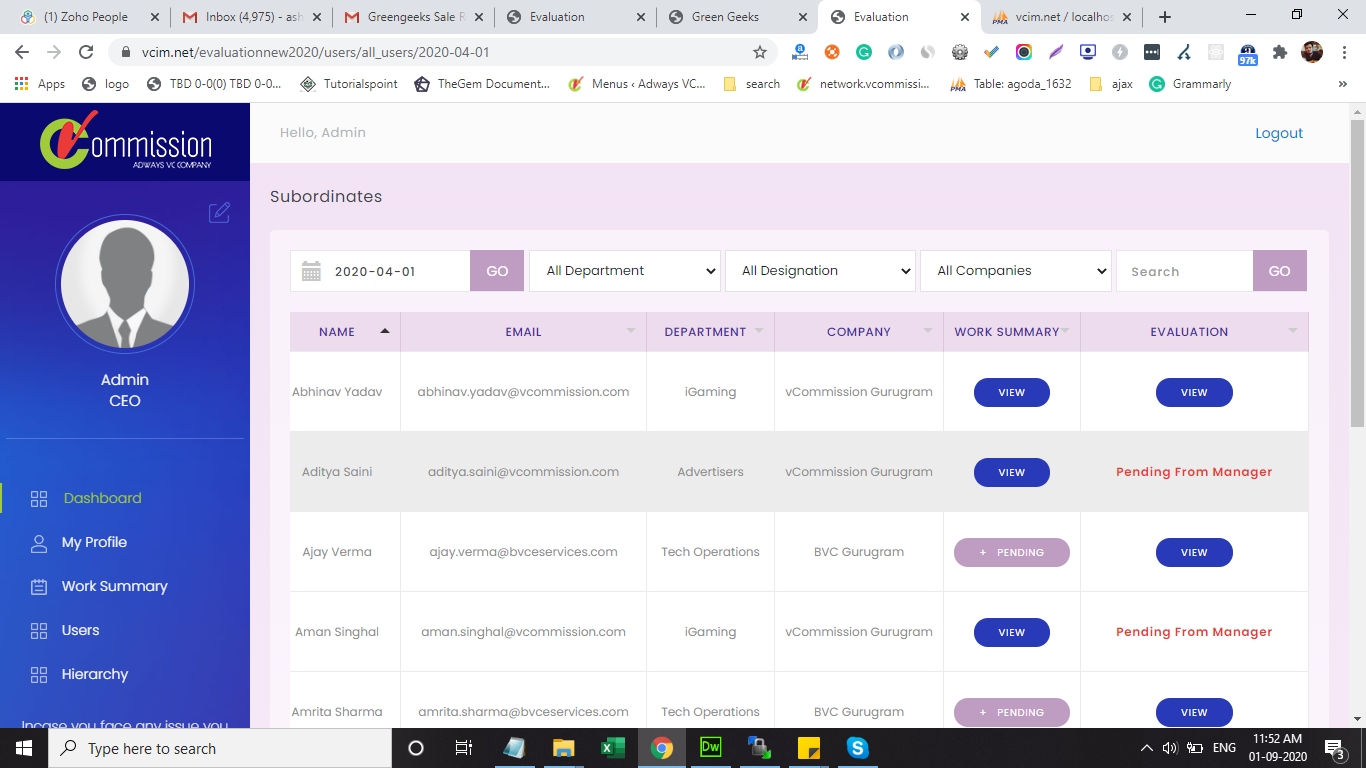 (1) Zoho People
Inbox (4,975) - ash
Greengeeks Sale R
Evaluation
Green Geeks
Evaluation
vcim.net / localhos
vcim.net/evaluationnew2020/users/all_users/2020-04-01
97k
Apps
logo
TBD 0-0(0) TBD 0-0...
Tutorialspoint
TheGem Document...
Menus ‹ Adways VC...
search
network.vcommissi...
Table: agoda_1632
ajax
Grammarly
»
Commission
ADWAYS VC COMPANY
Hello, Admin
Logout
Admin
CEO
Dashboard
My Profile
Work Summary
Users
Hierarchy
Incase you face any issue you
Subordinates
2020-04-01 GO All Department All Designation All Companies Search GO
NAME EMAIL DEPARTMENT COMPANY WORK SUMMARY EVALUATION
Abhinav Yadav abhinav.yadav@vcommission.com iGaming vCommission Gurugram VIEW VIEW
Aditya Saini aditya.saini@vcommission.com Advertisers vCommission Gurugram VIEW Pending From Manager
Ajay Verma ajay.verma@bvceservices.com Tech Operations BVC Gurugram + PENDING VIEW
Aman Singhal aman.singhal@vcommission.com iGaming vCommission Gurugram VIEW Pending From Manager
Amrita Sharma amrita.sharma@bvceservices.com Tech Operations BVC Gurugram + PENDING VIEW
Type here to search
Dw
ENG
11:52 AM
01-09-2020
3